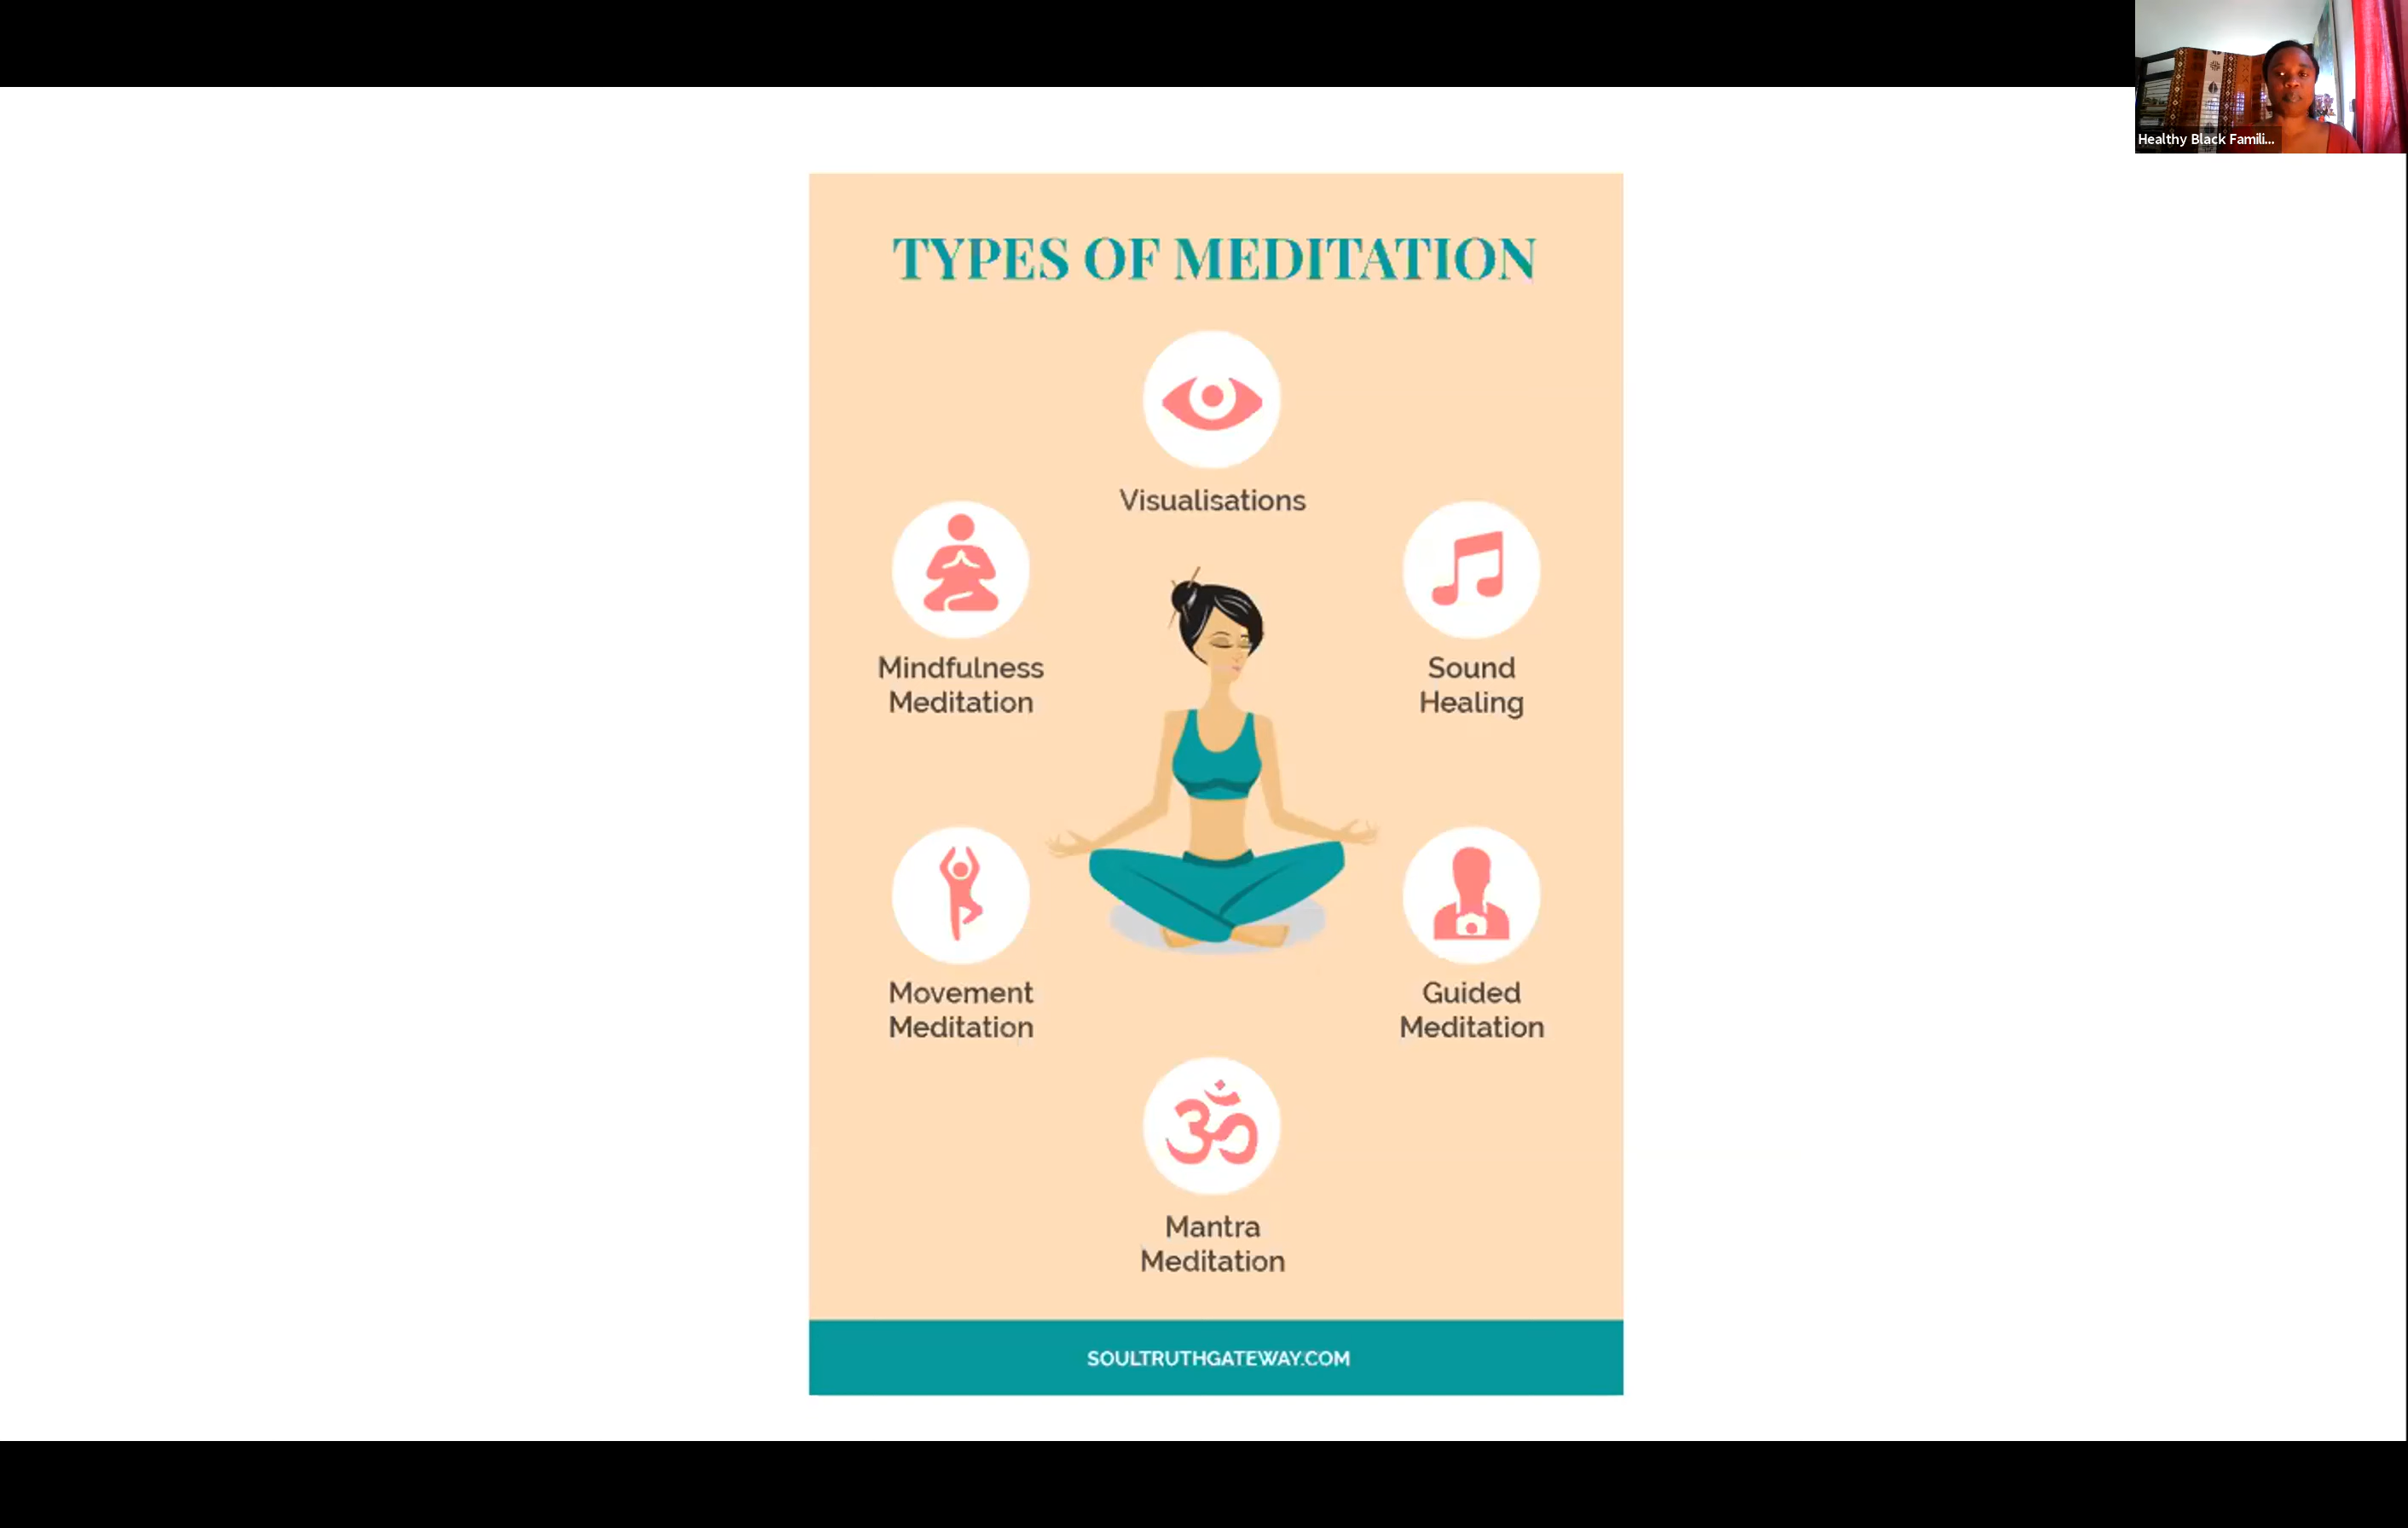 Healthy Black Famili...
TYPES OF MEDITATION
Visualisations
Mindfulness
Meditation
Sound
Healing
Movement
Meditation
Guided
Meditation
ॐ
Mantra
Meditation
SOULTRUTHGATEWAY.COM